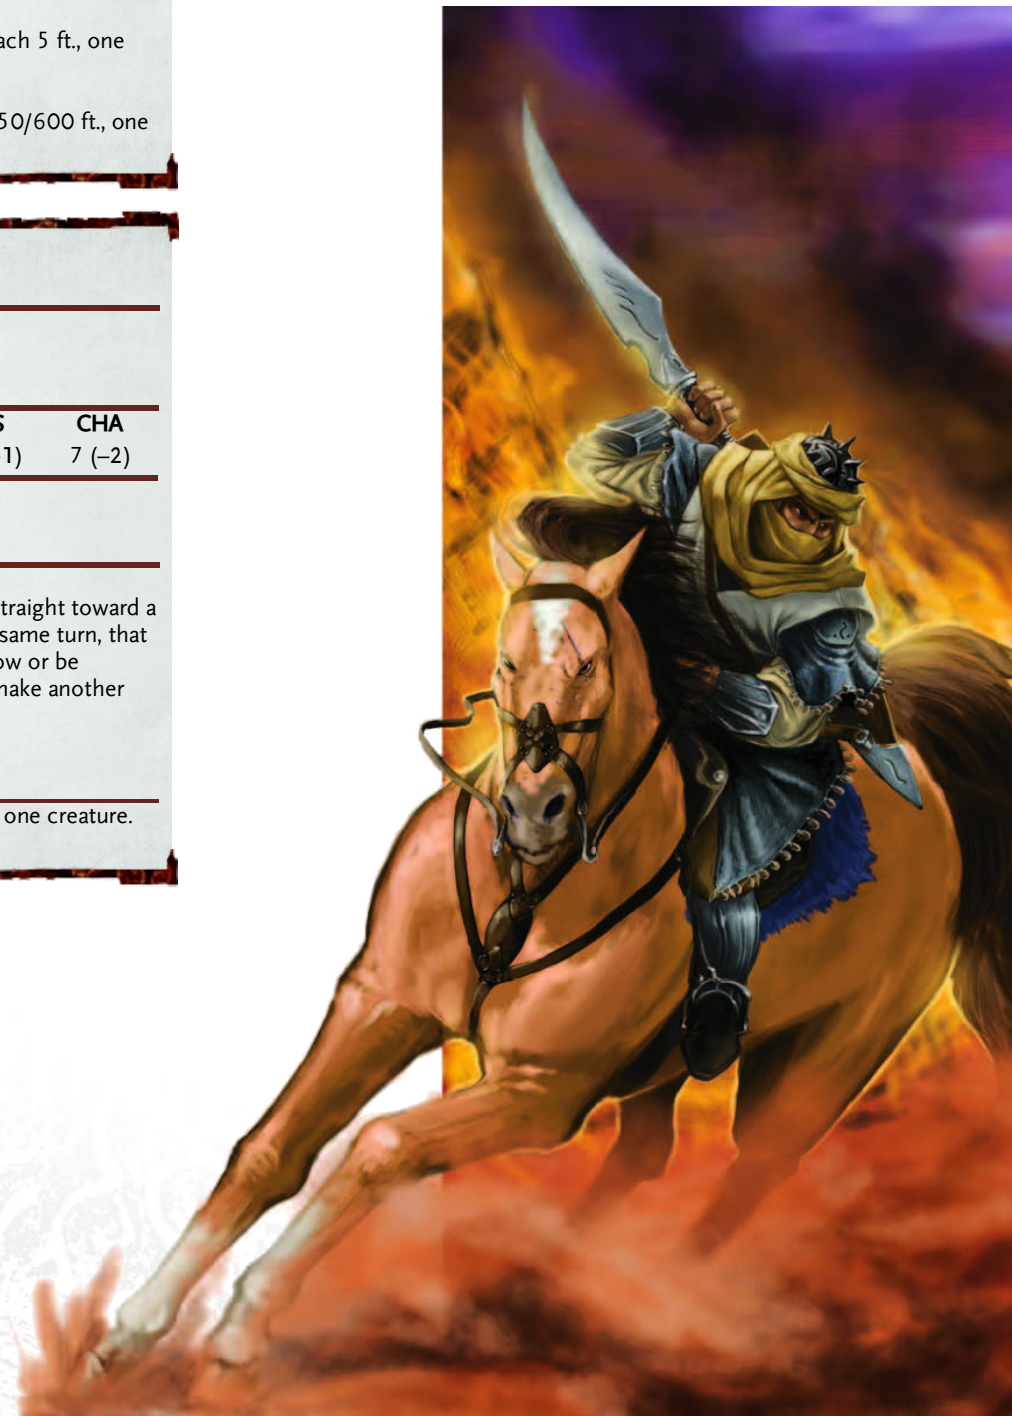 ach 5 ft., one
50/600 ft., one
S CHA
1) 7 (–2)
traight toward a
same turn, that
ow or be
make another
one creature.